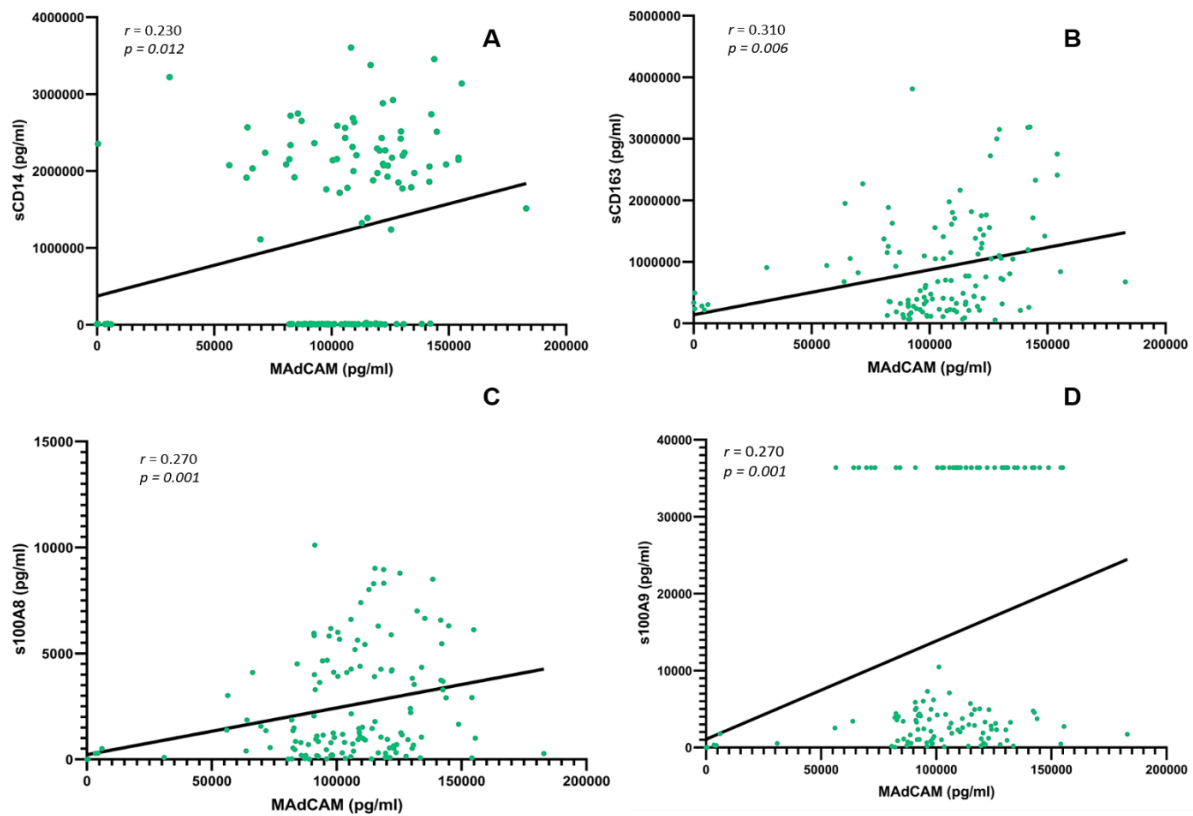 A
r = 0.230
p = 0.012
4000000
3000000
2000000
1000000
0
sCD14 (pg/ml)
0 50000 100000 150000 200000
MAdCAM (pg/ml)
B
r = 0.310
p = 0.006
5000000
4000000
3000000
2000000
1000000
0
sCD163 (pg/ml)
0 50000 100000 150000 200000
MAdCAM (pg/ml)
C
r = 0.270
p = 0.001
15000
10000
5000
0
s100A8 (pg/ml)
0 50000 100000 150000 200000
MAdCAM (pg/ml)
D
r = 0.270
p = 0.001
40000
30000
20000
10000
0
s100A9 (pg/ml)
0 50000 100000 150000 200000
MAdCAM (pg/ml)